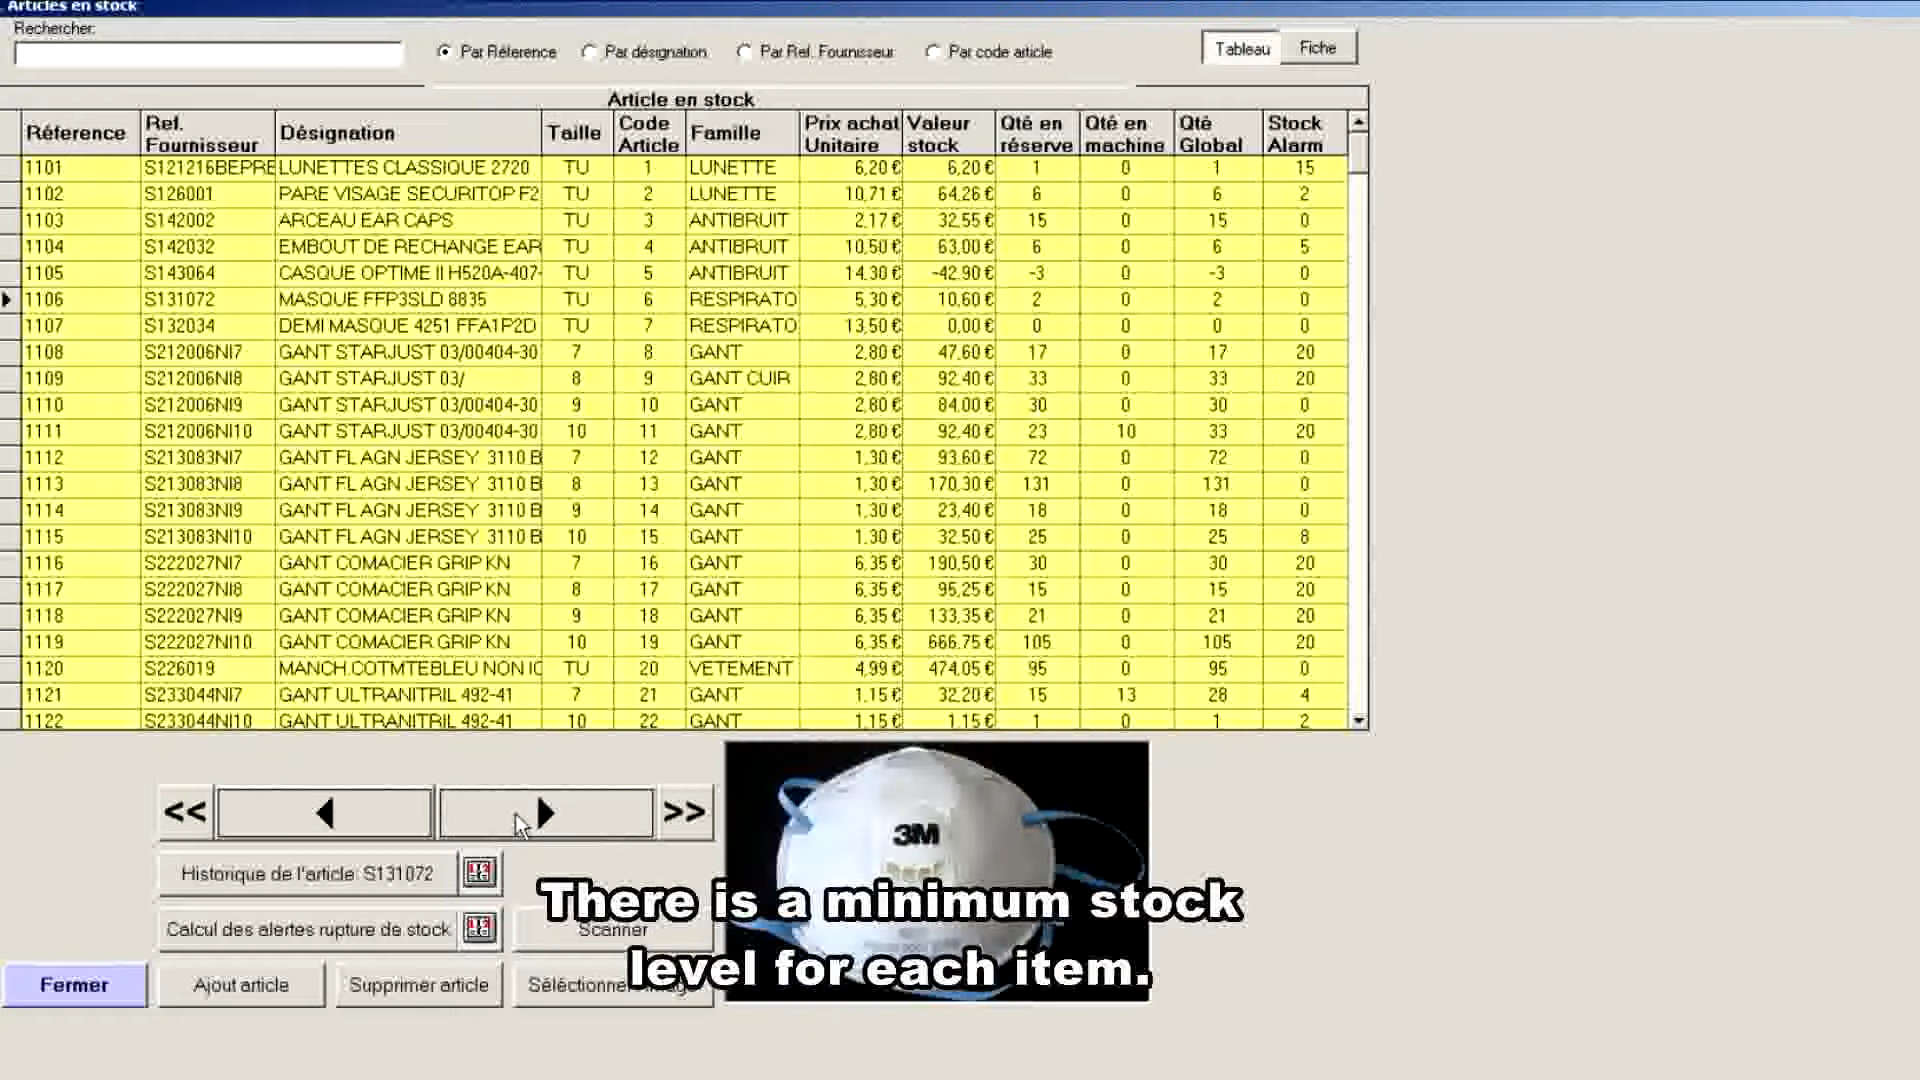 Articles en stock
Rechercher:
Par Réference Par désignation Par Ref. Fournisseur Par code article Tableau Fiche
Article en stock
Réference Ref. Fournisseur Désignation Taille Code Article Famille Prix achat Unitaire Valeur stock Qté en réserve Qté en machine Qté Global Stock Alarm
1101 S121216BEPRE LUNETTES CLASSIQUE 2720 TU 1 LUNETTE 6,20 € 6,20 € 1 0 1 15
1102 S126001 PARE VISAGE SECURITOP F2 TU 2 LUNETTE 10,71 € 64,26 € 6 0 6 2
1103 S142002 ARCEAU EAR CAPS TU 3 ANTIBRUIT 2,17 € 32,55 € 15 0 15 0
1104 S142032 EMBOUT DE RECHANGE EAR TU 4 ANTIBRUIT 10,50 € 63,00 € 6 0 6 5
1105 S143064 CASQUE OPTIME II H520A-407- TU 5 ANTIBRUIT 14,30 € -42,90 € -3 0 -3 0
1106 S131072 MASQUE FFP3SLD 8835 TU 6 RESPIRATO 5,30 € 10,60 € 2 0 2 0
1107 S132034 DEMI MASQUE 4251 FFA1P2D TU 7 RESPIRATO 13,50 € 0,00 € 0 0 0 0
1108 S212006NI7 GANT STARJUST 03/00404-30 7 8 GANT 2,80 € 47,60 € 17 0 17 20
1109 S212006NI8 GANT STARJUST 03/ 8 9 GANT CUIR 2,80 € 92,40 € 33 0 33 20
1110 S212006NI9 GANT STARJUST 03/00404-30 9 10 GANT 2,80 € 84,00 € 30 0 30 0
1111 S212006NI10 GANT STARJUST 03/00404-30 10 11 GANT 2,80 € 92,40 € 23 10 33 20
1112 S213083NI7 GANT FL AGN JERSEY 3110 B 7 12 GANT 1,30 € 93,60 € 72 0 72 0
1113 S213083NI8 GANT FL AGN JERSEY 3110 B 8 13 GANT 1,30 € 170,30 € 131 0 131 0
1114 S213083NI9 GANT FL AGN JERSEY 3110 B 9 14 GANT 1,30 € 23,40 € 18 0 18 0
1115 S213083NI10 GANT FL AGN JERSEY 3110 B 10 15 GANT 1,30 € 32,50 € 25 0 25 8
1116 S222027NI7 GANT COMACIER GRIP KN 7 16 GANT 6,35 € 190,50 € 30 0 30 20
1117 S222027NI8 GANT COMACIER GRIP KN 8 17 GANT 6,35 € 95,25 € 15 0 15 20
1118 S222027NI9 GANT COMACIER GRIP KN 9 18 GANT 6,35 € 133,35 € 21 0 21 20
1119 S222027NI10 GANT COMACIER GRIP KN 10 19 GANT 6,35 € 666,75 € 105 0 105 20
1120 S226019 MANCH.COTMTEBLEU NON IC TU 20 VETEMENT 4,99 € 474,05 € 95 0 95 0
1121 S233044NI7 GANT ULTRANITRIL 492-41 7 21 GANT 1,15 € 32,20 € 15 13 28 4
1122 S233044NI10 GANT ULTRANITRIL 492-41 10 22 GANT 1,15 € 1,15 € 1 0 1 2
<< >>
3M
Historique de l'article: S131072
Calcul des alertes rupture de stock Scanner
Fermer Ajout article Supprimer article
There is a minimum stock
level for each item.